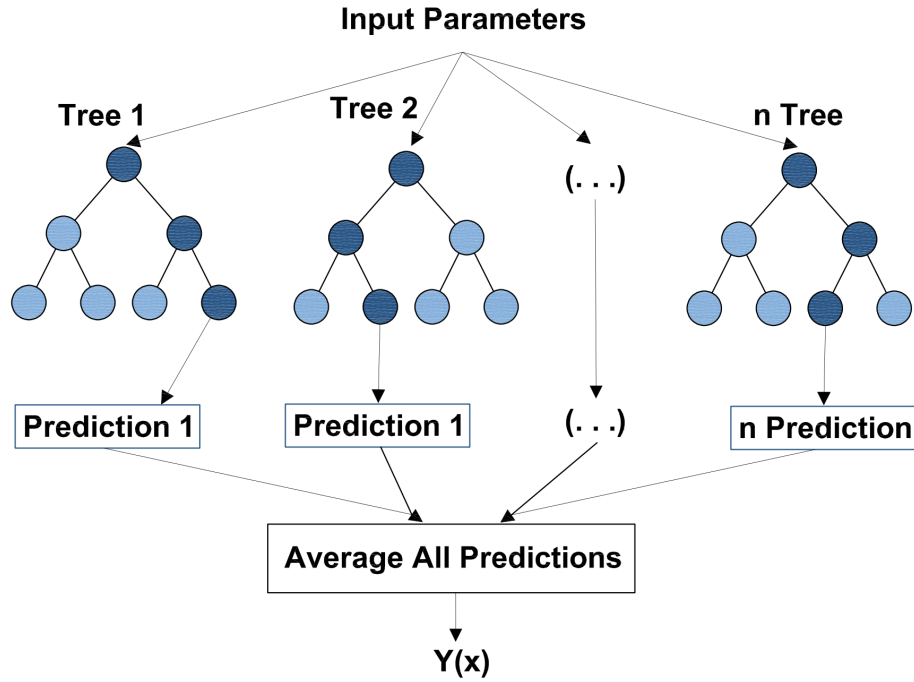 Input Parameters
Tree 1
Tree 2
n Tree
(. . .)
Prediction 1
Prediction 1
(. . .)
n Prediction
Average All Predictions
Y(x)